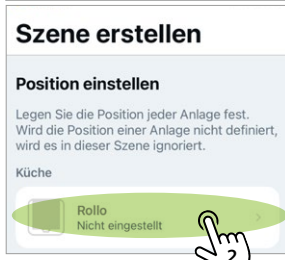 Szene erstellen
Position einstellen
Legen Sie die Position jeder Anlage fest.
Wird die Position einer Anlage nicht definiert,
wird es in dieser Szene ignoriert.
Küche
Rollo
Nicht eingestellt
2